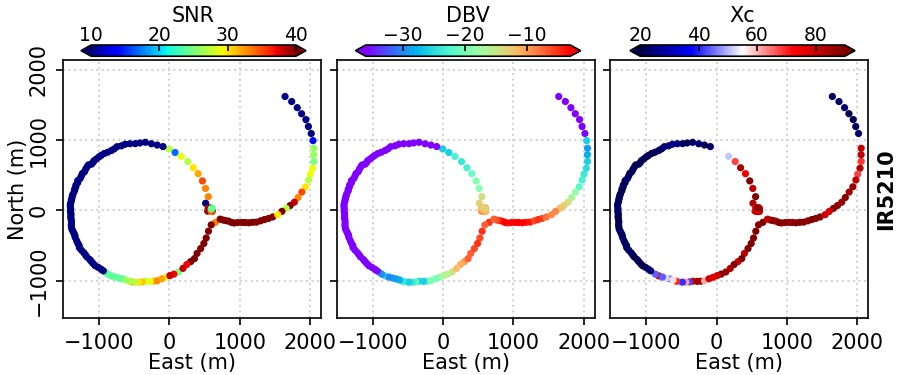 SNR DBV Xc
10 20 30 40 −30 −20 −10 20 40 60 80
2000
1000
0
−1000
North (m)
−1000 0 1000 2000 −1000 0 1000 2000 −1000 0 1000 2000
East (m) East (m) East (m)
IR5210